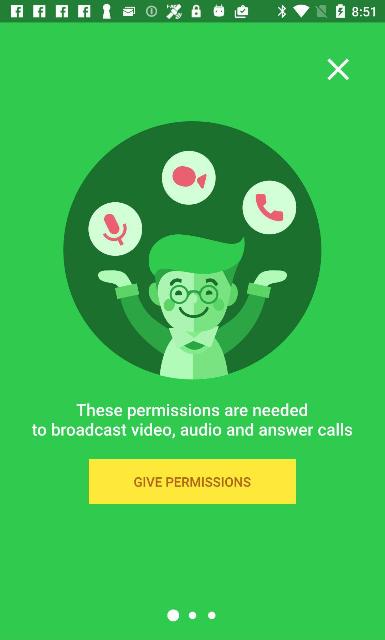 8:51
These permissions are needed
to broadcast video, audio and answer calls
GIVE PERMISSIONS